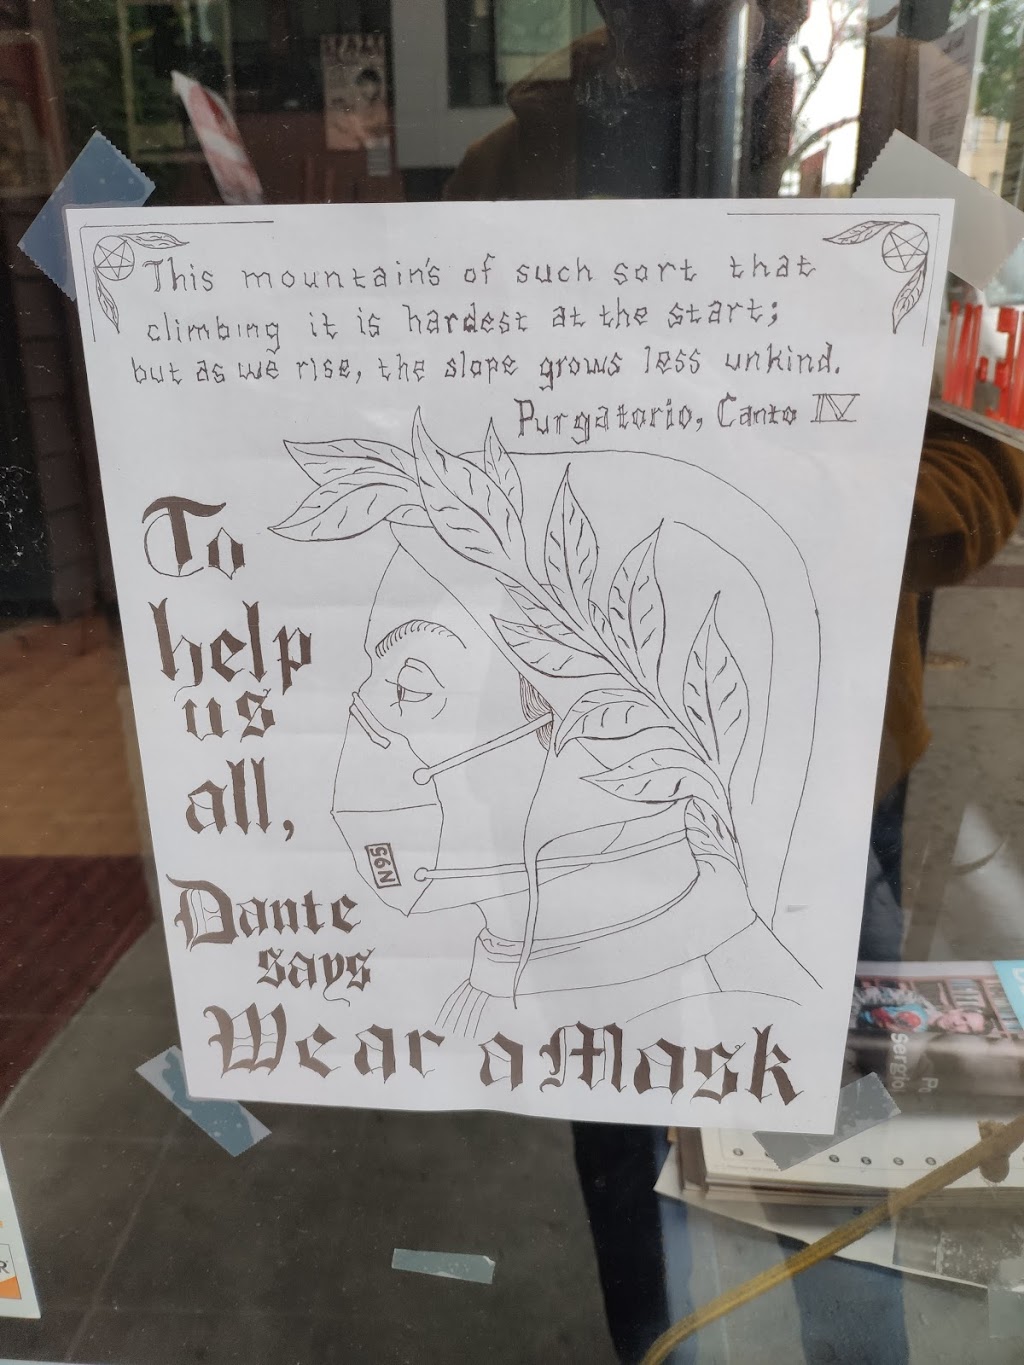 This mountain's of such sort that
climbing it is hardest at the start;
but as we rise, the slope grows less unkind.
Purgatorio, Canto IV
To
help
us
all,
N95
Dante
says
Wear a Mask
sergio